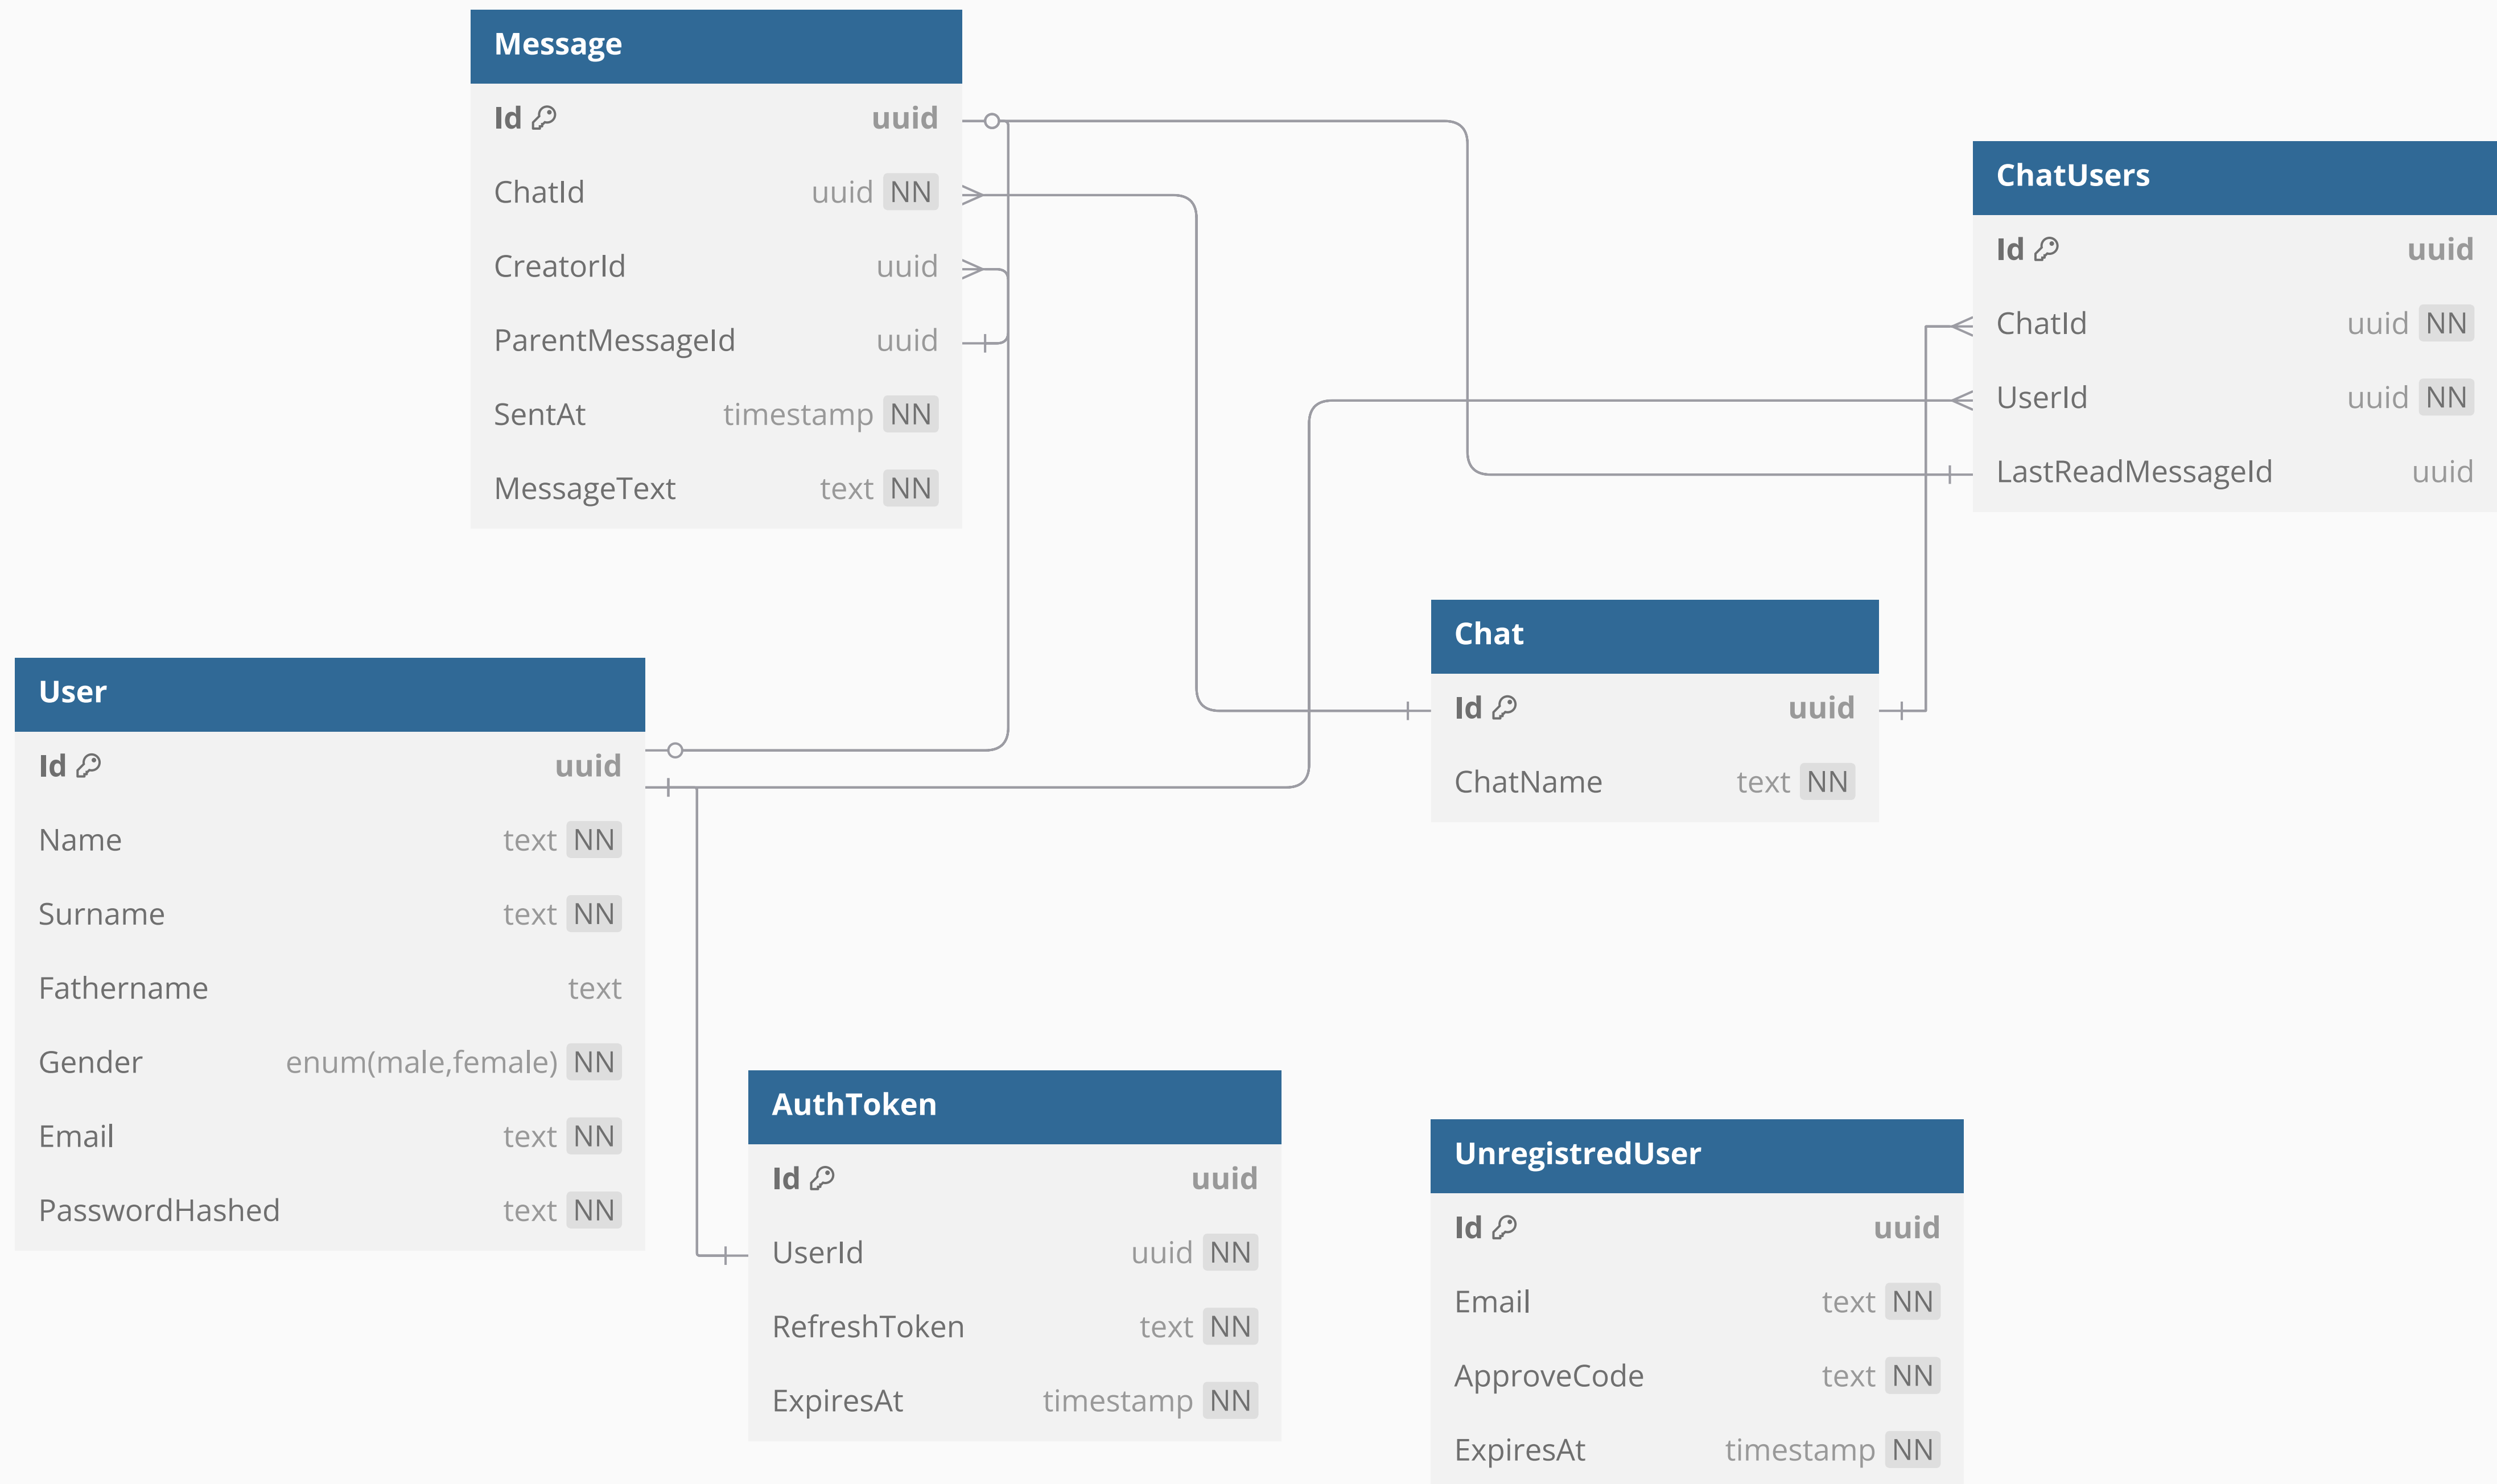 Message
Id uuid
ChatId uuid NN
CreatorId uuid
ParentMessageId uuid
SentAt timestamp NN
MessageText text NN
ChatUsers
Id uuid
ChatId uuid NN
UserId uuid NN
LastReadMessageId uuid
Chat
Id uuid
ChatName text NN
User
Id uuid
Name text NN
Surname text NN
Fathername text
Gender enum(male,female) NN
Email text NN
PasswordHashed text NN
AuthToken
Id uuid
UserId uuid NN
RefreshToken text NN
ExpiresAt timestamp NN
UnregistredUser
Id uuid
Email text NN
ApproveCode text NN
ExpiresAt timestamp NN